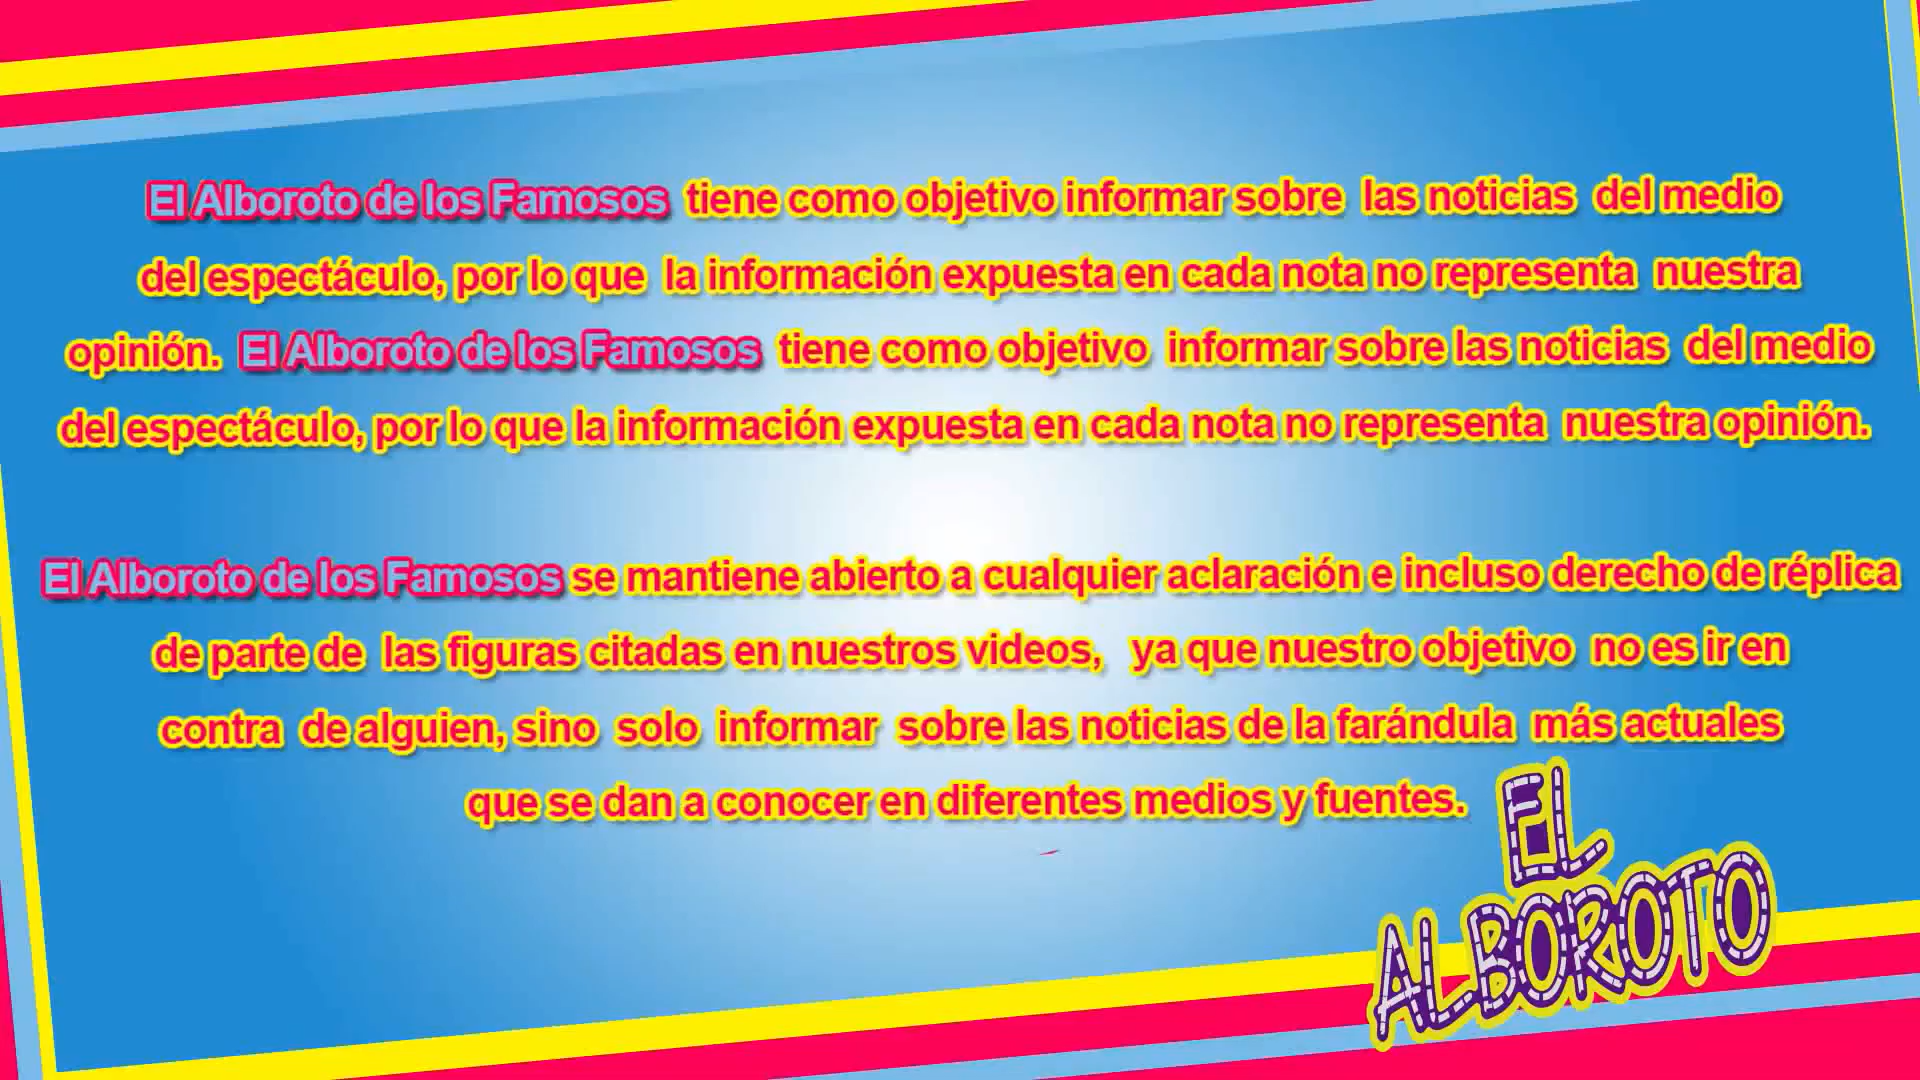 El Alboroto de los Famosos tiene como objetivo informar sobre las noticias del medio
del espectáculo, por lo que la información expuesta en cada nota no representa nuestra
opinión. El Alboroto de los Famosos tiene como objetivo informar sobre las noticias del medio
del espectáculo, por lo que la información expuesta en cada nota no representa nuestra opinión.
El Alboroto de los Famosos se mantiene abierto a cualquier aclaración e incluso derecho de réplica
de parte de las figuras citadas en nuestros videos, ya que nuestro objetivo no es ir en
contra de alguien, sino solo informar sobre las noticias de la farándula más actuales
que se dan a conocer en diferentes medios y fuentes.
EL
ALBOROTO